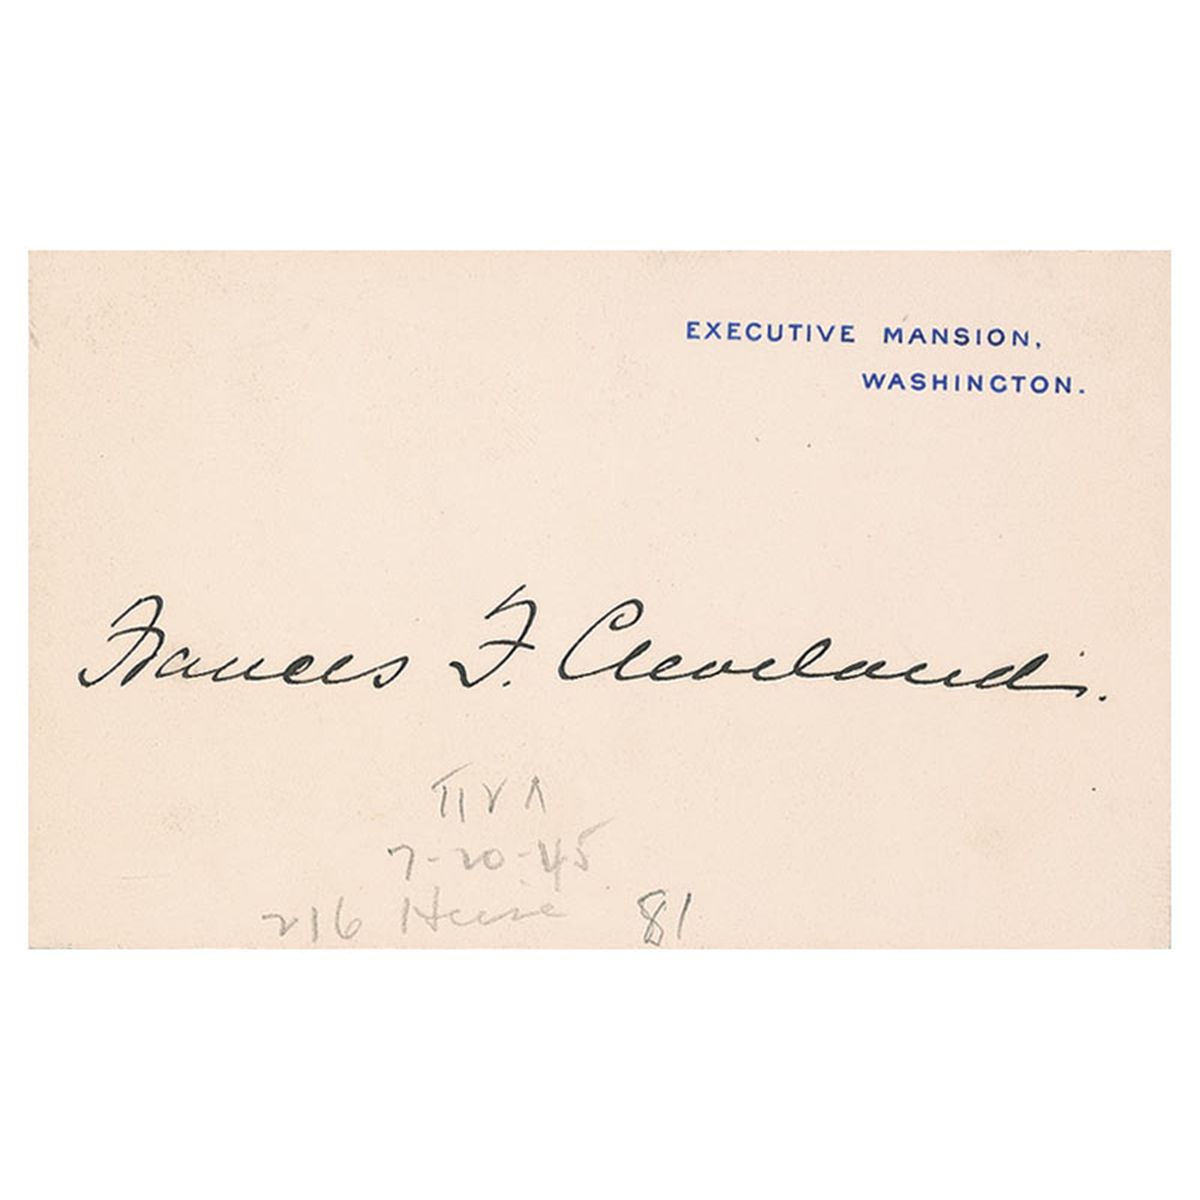 EXECUTIVE MANSION,
WASHINGTON.
Frances F. Cleveland.
7-20-45
216 81